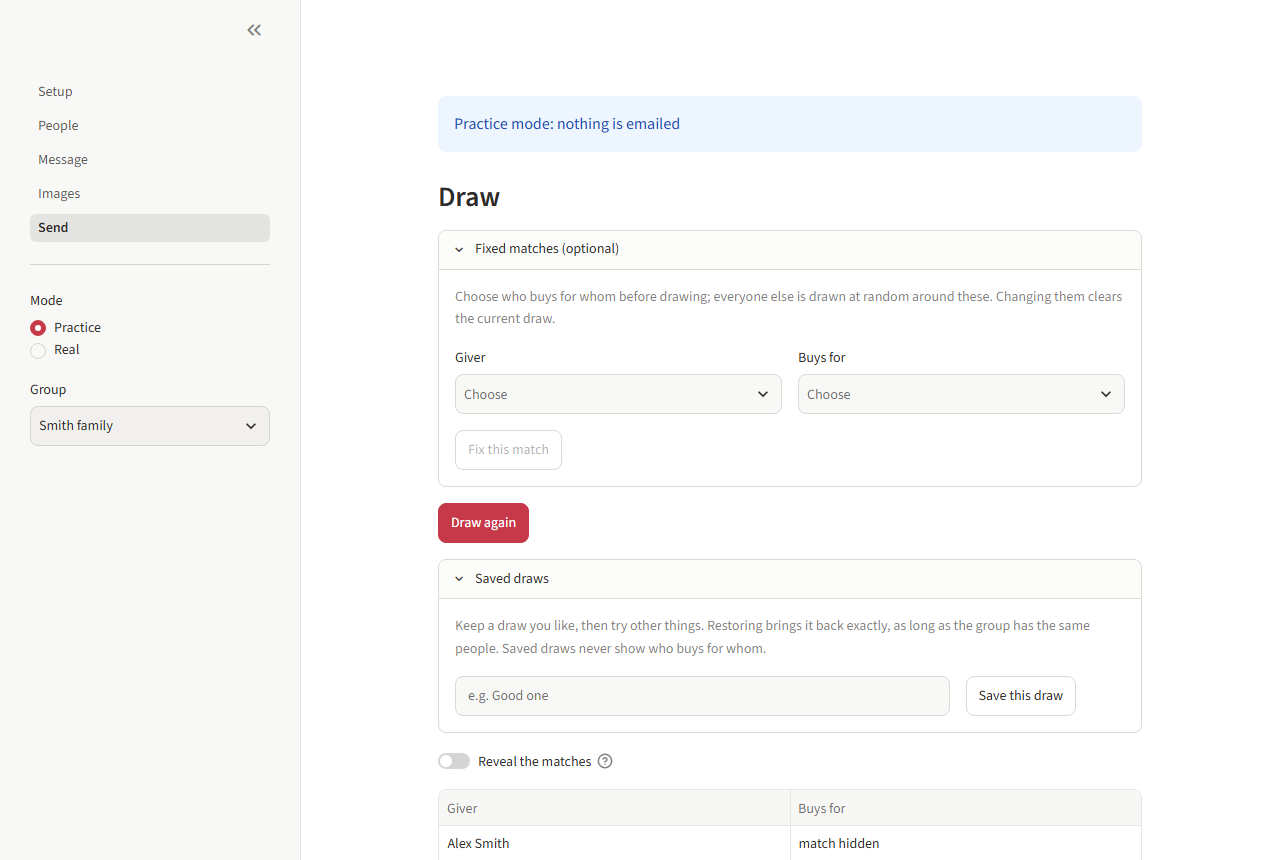 Setup
People
Message
Images
Send
Mode
Practice
Real
Group
Smith family
Practice mode: nothing is emailed
Draw
Fixed matches (optional)
Choose who buys for whom before drawing; everyone else is drawn at random around these. Changing them clears
the current draw.
Giver
Buys for
Choose
Choose
Fix this match
Draw again
Saved draws
Keep a draw you like, then try other things. Restoring brings it back exactly, as long as the group has the same
people. Saved draws never show who buys for whom.
e.g. Good one
Save this draw
Reveal the matches
Giver
Buys for
Alex Smith
match hidden